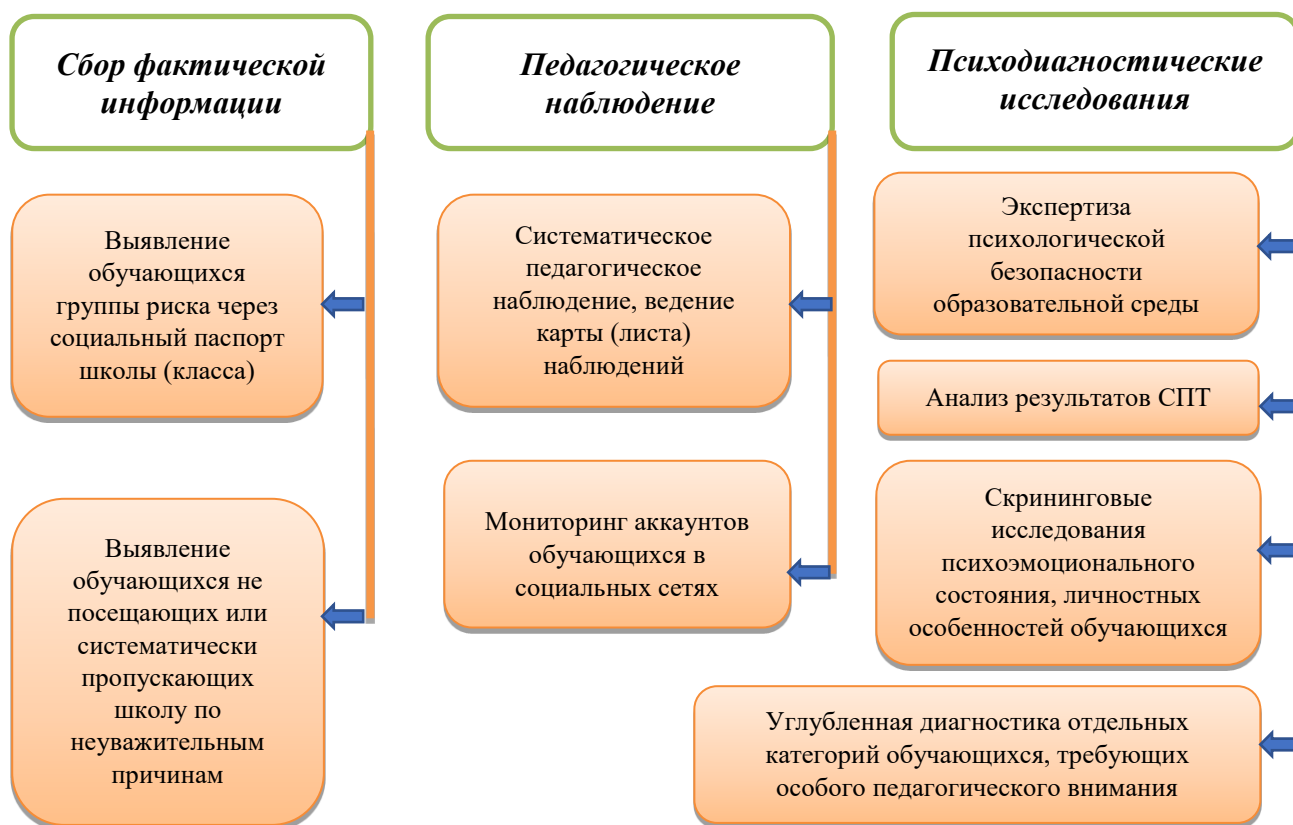 Сбор фактической
информации
Выявление
обучающихся
группы риска через
социальный паспорт
школы (класса)
Выявление
обучающихся не
посещающих или
систематически
пропускающих
школу по
неуважительным
причинам
Педагогическое
наблюдение
Систематическое
педагогическое
наблюдение, ведение
карты (листа)
наблюдений
Мониторинг аккаунтов
обучающихся в
социальных сетях
Психодиагностические
исследования
Экспертиза
психологической
безопасности
образовательной среды
Анализ результатов СПТ
Скрининговые
исследования
психоэмоционального
состояния, личностных
особенностей обучающихся
Углубленная диагностика отдельных
категорий обучающихся, требующих
особого педагогического внимания